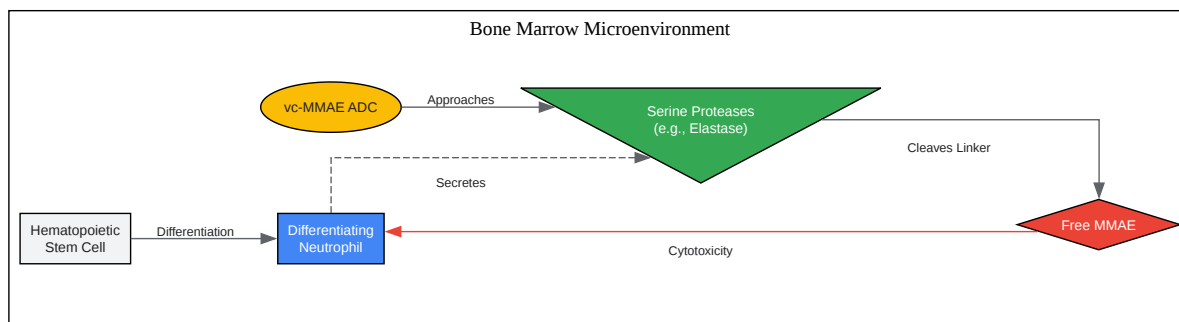 Bone Marrow Microenvironment
vc-MMAE ADC
Approaches
Serine Proteases
(e.g., Elastase)
Cleaves Linker
Secretes
Hematopoietic
Stem Cell
Differentiation
Differentiating
Neutrophil
Free MMAE
Cytotoxicity